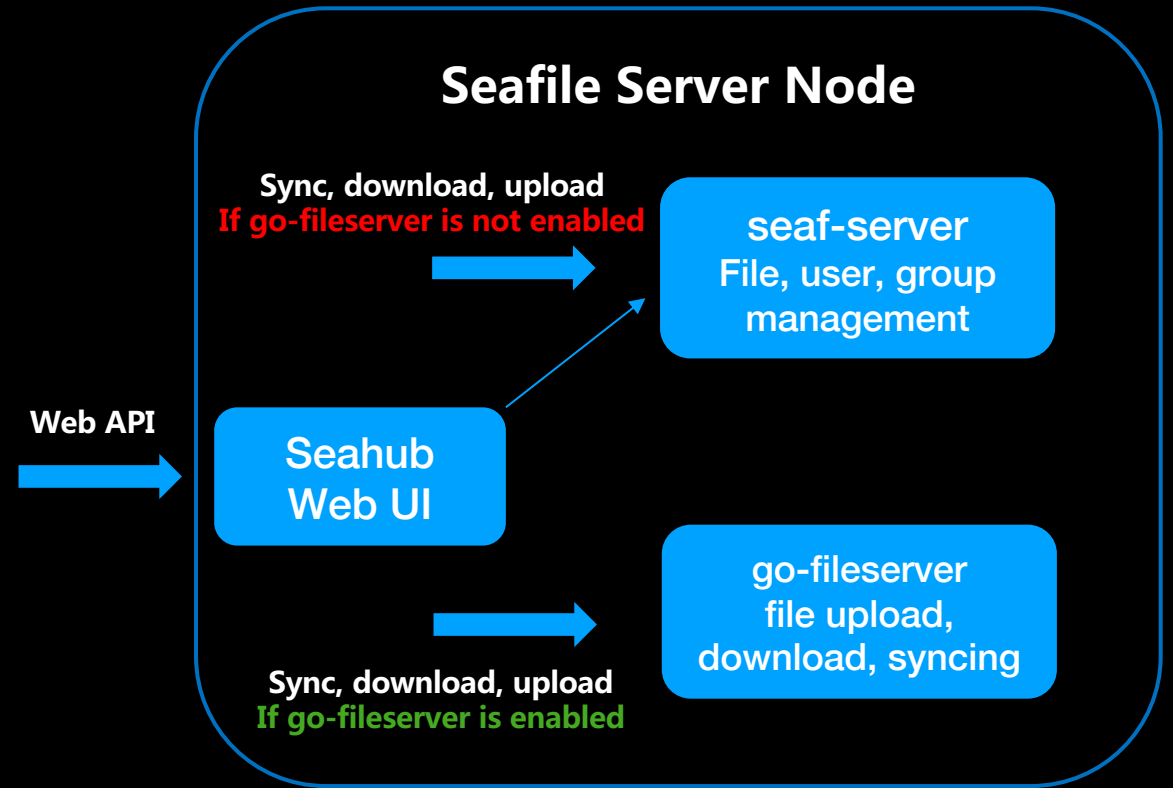 Seafile Server Node
Sync, download, upload
If go-fileserver is not enabled
seaf-server
File, user, group
management
Web API
Seahub
Web UI
go-fileserver
file upload,
download, syncing
Sync, download, upload
If go-fileserver is enabled